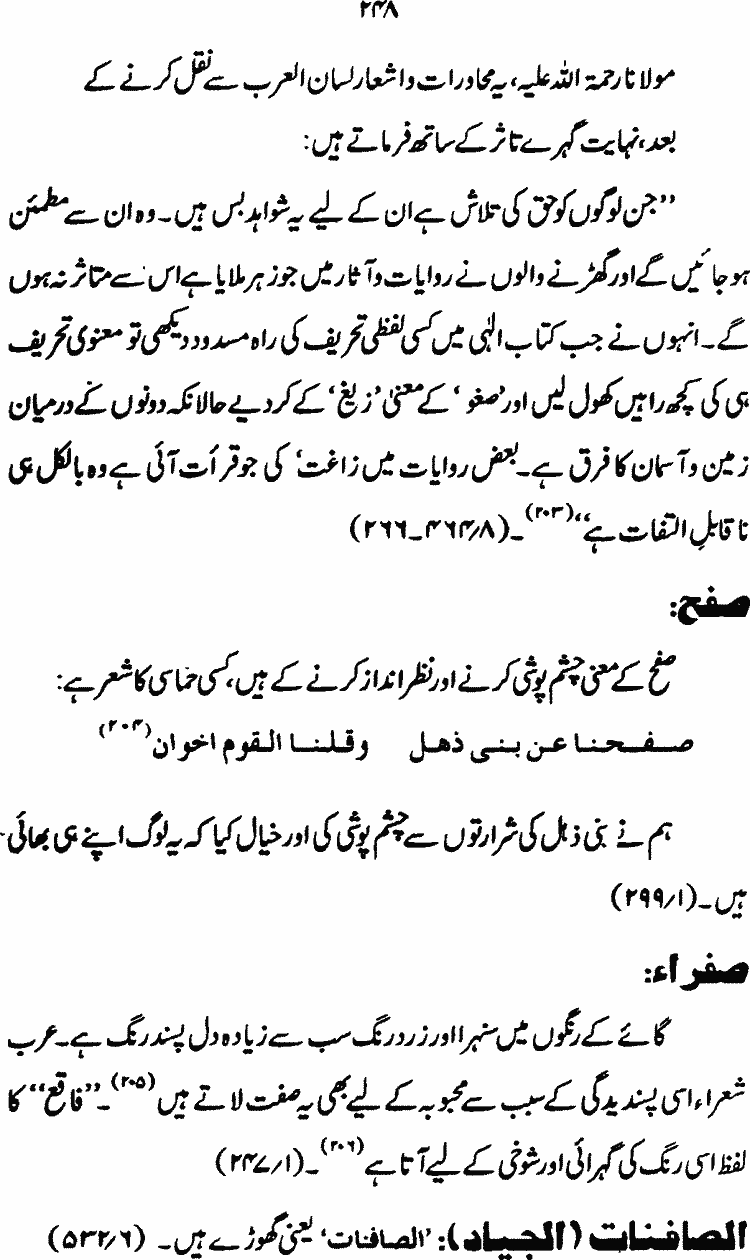 ۲۴۸
مولانا رحمۃ اللہ علیہ، یہ محاورات و اشعار لسان العرب سے نقل کرنے کے
بعد، نہایت گہرے تاثر کے ساتھ فرماتے ہیں:
’’جن لوگوں کو حق کی تلاش ہے ان کے لیے یہ شواہد بس ہیں۔ وہ ان سے مطمئن
ہو جائیں گے اور گھڑنے والوں نے روایات و آثار میں جو زہر ملایا ہے اس سے متاثر نہ ہوں
گے۔ انہوں نے جب کتاب الٰہی میں کسی لفظی تحریف کی راہ مسدود دیکھی تو معنوی تحریف
ہی کی کچھ راہیں کھول لیں اور ’صغو‘ کے معنیٰ ’زیغ‘ کے کر دیے حالانکہ دونوں کے درمیان
زمین و آسمان کا فرق ہے۔ بعض روایات میں زاغت‘ کی جو قرأت آئی ہے وہ بالکل ہی
ناقابلِ التفات ہے‘‘(۲۰۳)۔ (۸/۴۶۴۔۲۶۶)
صفح:
صفح کے معنی چشم پوشی کرنے اور نظر انداز کرنے کے ہیں، کسی حماسی کا شعر ہے:
صفحنا عن بنی ذھل وقلنا القوم اخوان(۲۰۴)
ہم نے بنی ذہل کی شرارتوں سے چشم پوشی کی اور خیال کیا کہ یہ لوگ اپنے ہی بھائی
ہیں۔ (۱/۲۹۹)
صفراء:
گائے کے رنگوں میں سنہرا اور زرد رنگ سب سے زیادہ دل پسند رنگ ہے۔ عرب
شعراء اسی پسندیدگی کے سبب سے محبوبہ کے لیے بھی یہ صفت لاتے ہیں(۲۰۵)۔ ’’فاقع‘‘ کا
لفظ اسی رنگ کی گہرائی اور شوخی کے لیے آتا ہے(۲۰۶)۔ (۱/۲۴۷)
الصافنات (الجیاد): ’الصافنات‘ یعنی گھوڑے ہیں۔ (۶/۵۳۲)